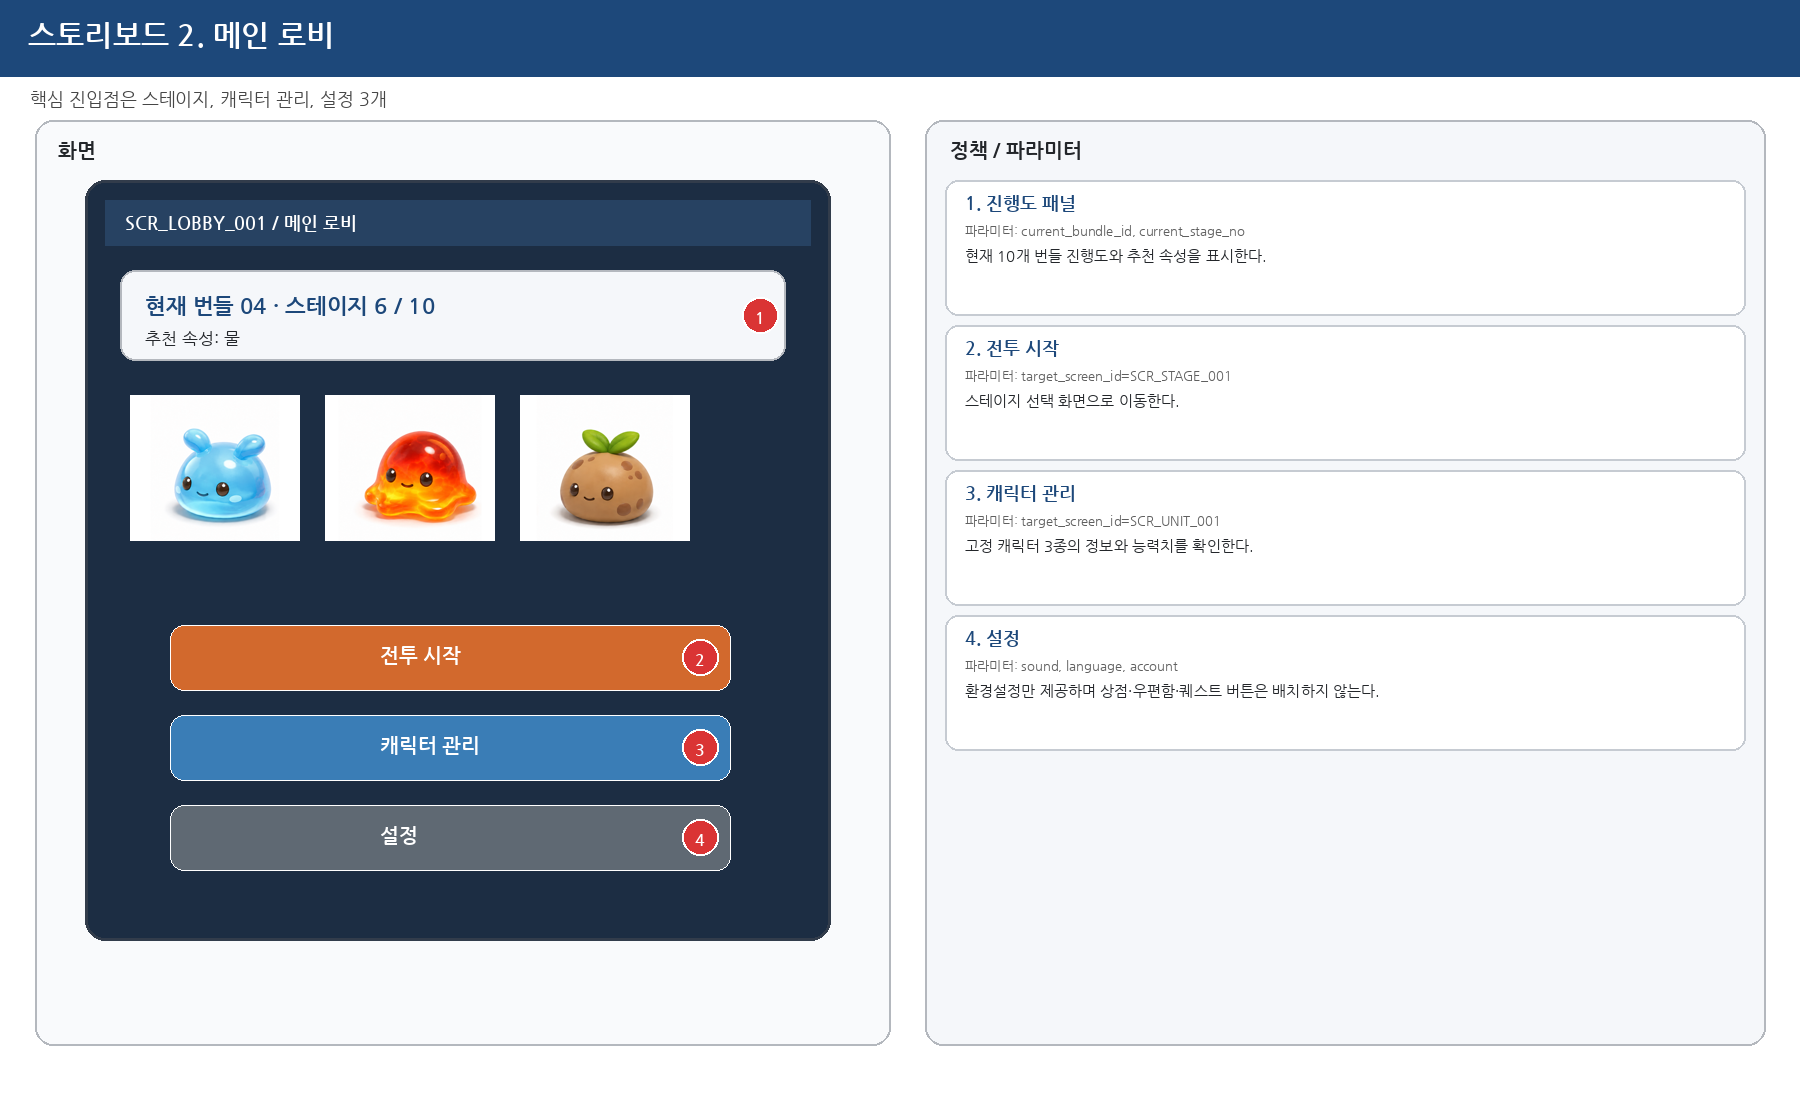 스토리보드 2. 메인 로비
핵심 진입점은 스테이지, 캐릭터 관리, 설정 3개
화면
SCR_LOBBY_001 / 메인 로비
현재 번들 04 · 스테이지 6 / 10
추천 속성: 물
1
전투 시작
2
캐릭터 관리
3
설정
4
정책 / 파라미터
1. 진행도 패널
파라미터: current_bundle_id, current_stage_no
현재 10개 번들 진행도와 추천 속성을 표시한다.
2. 전투 시작
파라미터: target_screen_id=SCR_STAGE_001
스테이지 선택 화면으로 이동한다.
3. 캐릭터 관리
파라미터: target_screen_id=SCR_UNIT_001
고정 캐릭터 3종의 정보와 능력치를 확인한다.
4. 설정
파라미터: sound, language, account
환경설정만 제공하며 상점·우편함·퀘스트 버튼은 배치하지 않는다.